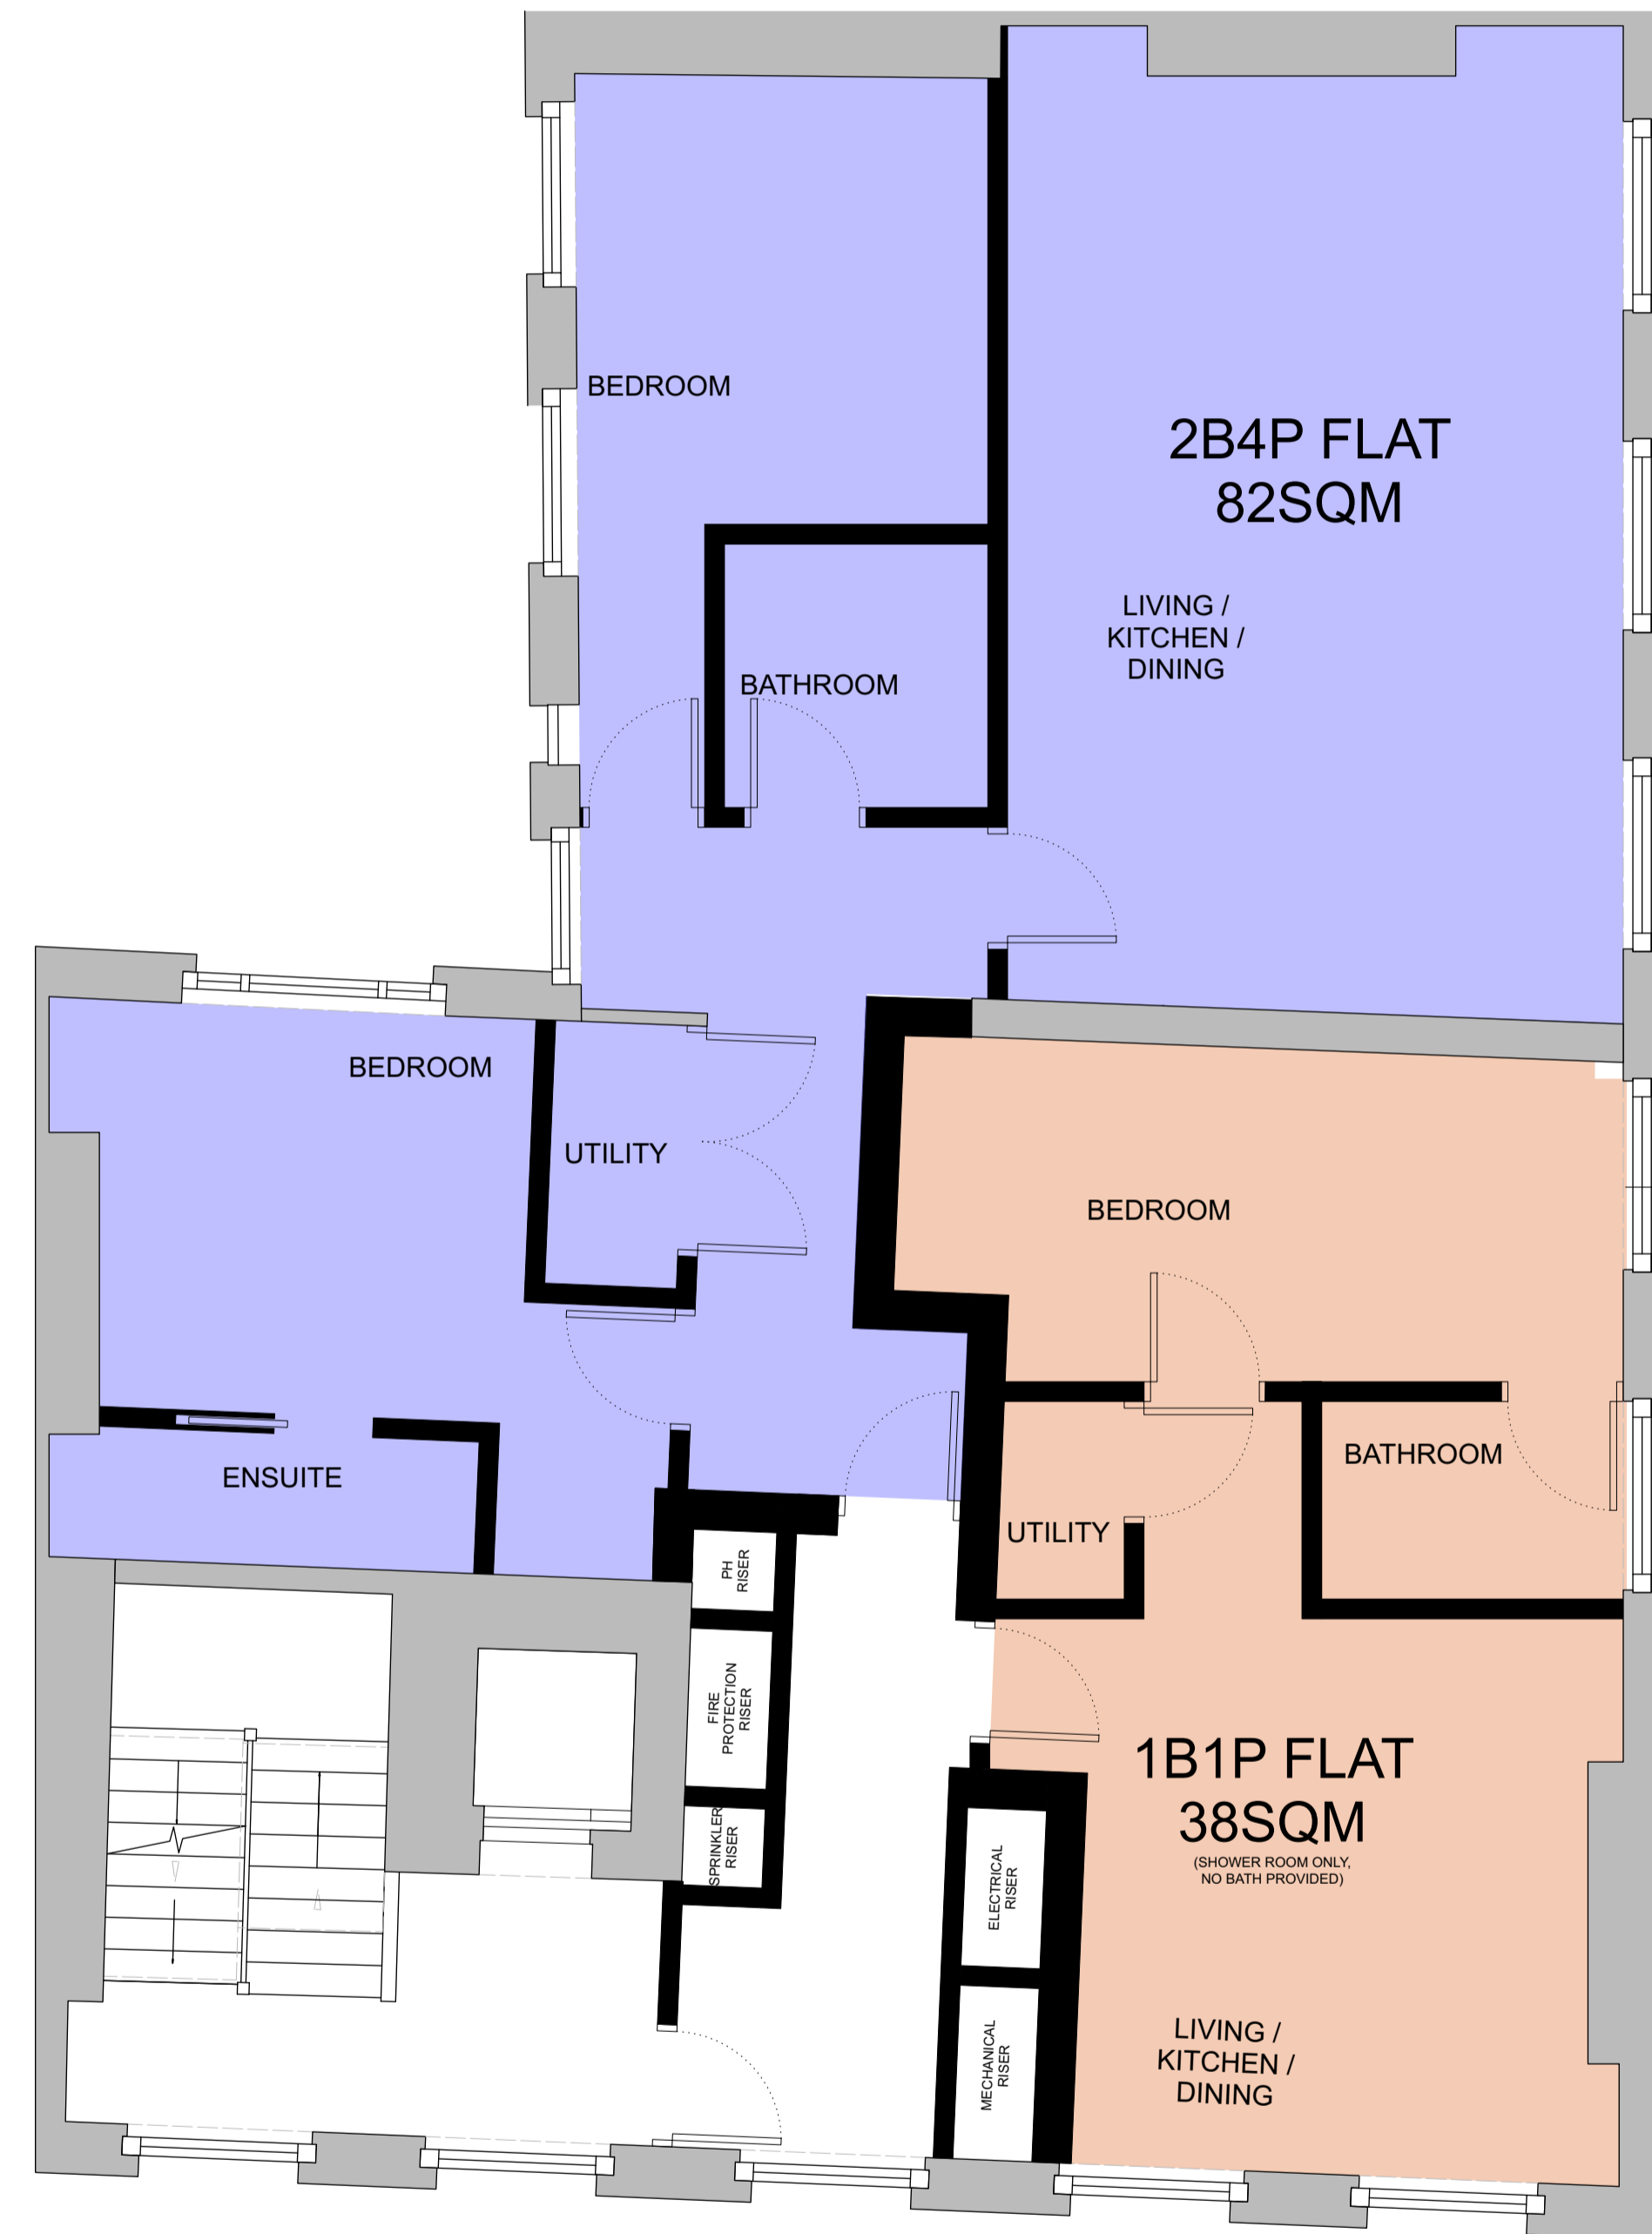 BEDROOM
2B4P FLAT
82SQM
LIVING /
KITCHEN /
DINING
BATHROOM
BEDROOM
UTILITY
BEDROOM
BATHROOM
ENSUITE
UTILITY
PH
RISER
FIRE
PROTECTION
RISER
1B1P FLAT
38SQM
(SHOWER ROOM ONLY,
NO BATH PROVIDED)
SPRINKLER
RISER
ELECTRICAL
RISER
LIVING /
KITCHEN /
DINING
MECHANICAL
RISER